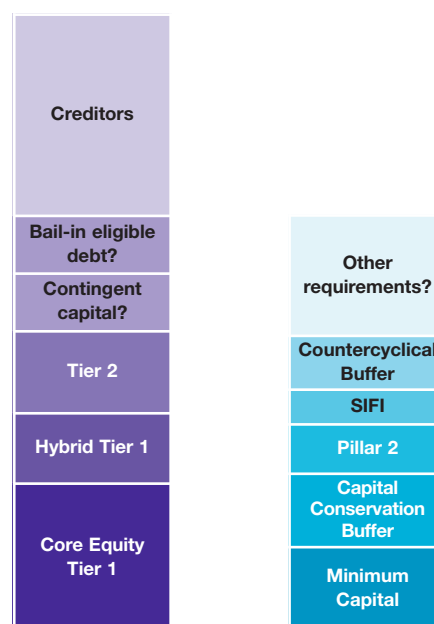 Creditors
Bail-in eligible
debt?
Contingent
capital?
Tier 2
Hybrid Tier 1
Core Equity
Tier 1
Other
requirements?
Countercyclical
Buffer
SIFI
Pillar 2
Capital
Conservation
Buffer
Minimum
Capital